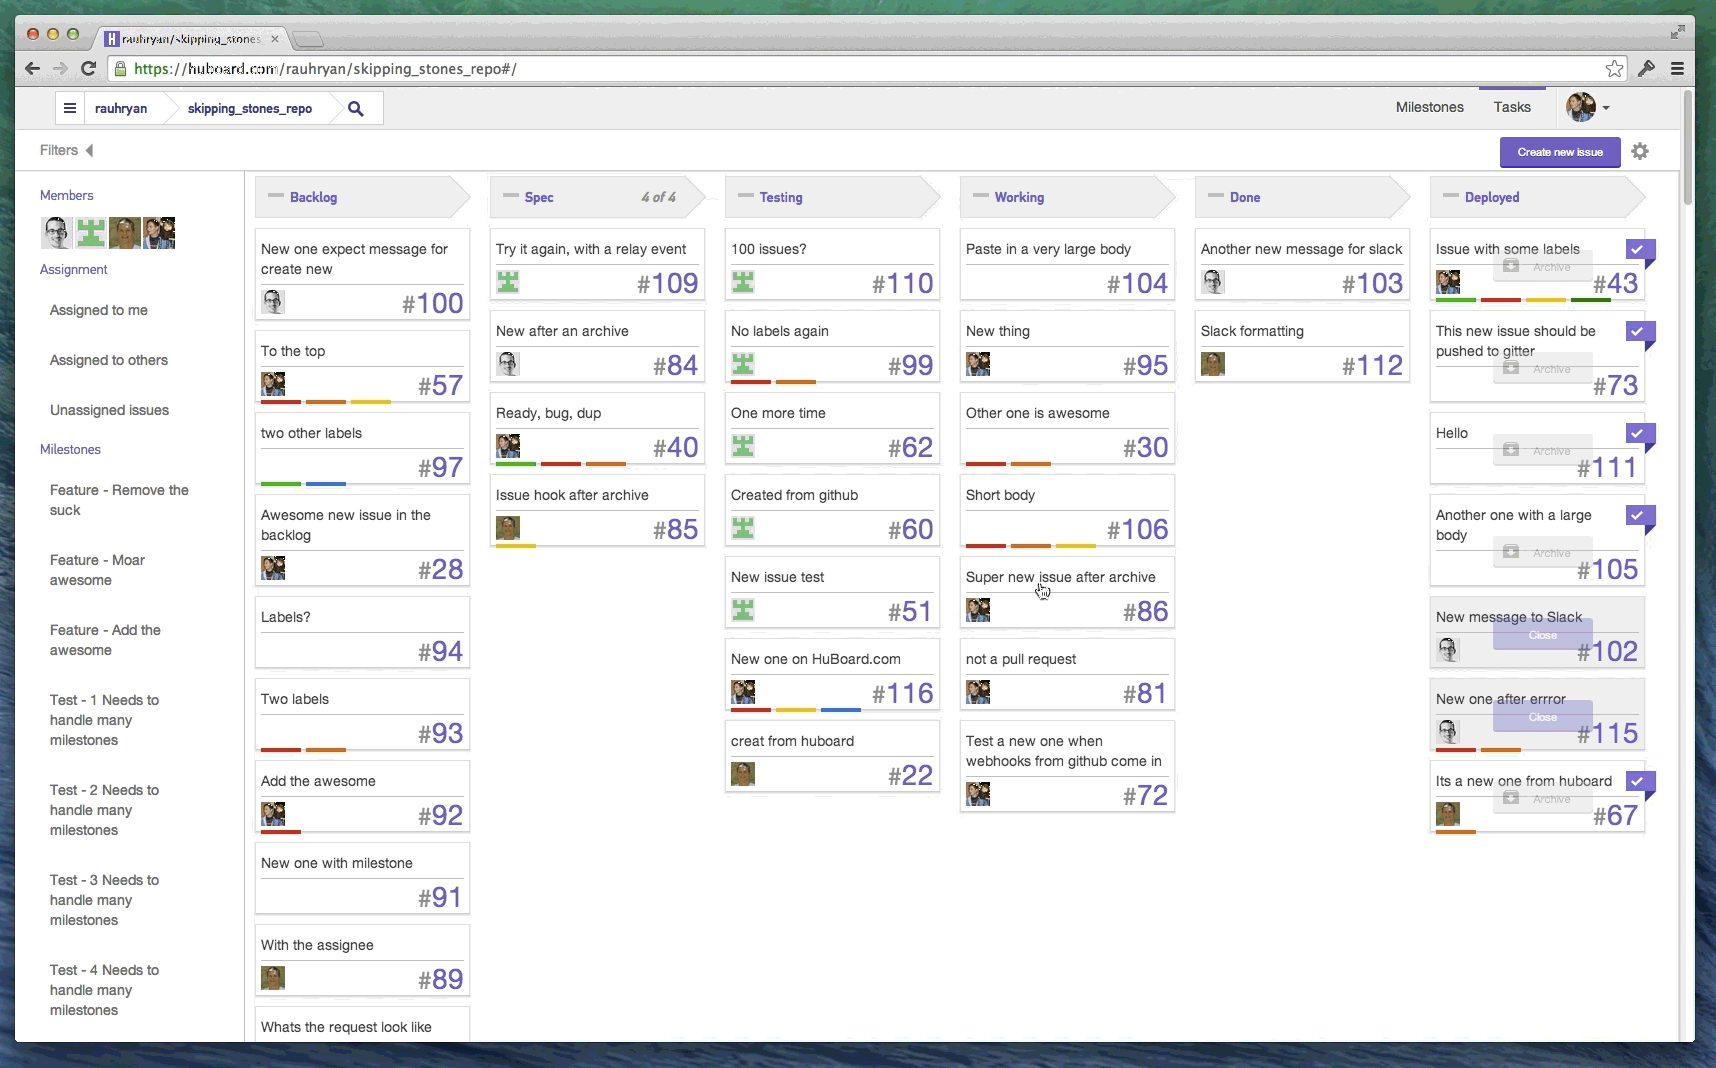 rauhryan/skipping_stones
https://huboard.com/rauhryan/skipping_stones_repo#/
rauhryan
skipping_stones_repo
Milestones
Tasks
Filters
Create new issue
Members
Assignment
Assigned to me
Assigned to others
Unassigned issues
Milestones
Feature - Remove the
suck
Feature - Moar
awesome
Feature - Add the
awesome
Test - 1 Needs to
handle many
milestones
Test - 2 Needs to
handle many
milestones
Test - 3 Needs to
handle many
milestones
Test - 4 Needs to
handle many
milestones
Backlog
New one expect message for
create new
#100
To the top
#57
two other labels
#97
Awesome new issue in the
backlog
#28
Labels?
#94
Two labels
#93
Add the awesome
#92
New one with milestone
#91
With the assignee
#89
Whats the request look like
Spec
4 of 4
Try it again, with a relay event
#109
New after an archive
#84
Ready, bug, dup
#40
Issue hook after archive
#85
Testing
100 issues?
#110
No labels again
#99
One more time
#62
Created from github
#60
New issue test
#51
New one on HuBoard.com
#116
creat from huboard
#22
Working
Paste in a very large body
#104
New thing
#95
Other one is awesome
#30
Short body
#106
Super new issue after archive
#86
not a pull request
#81
Test a new one when
webhooks from github come in
#72
Done
Another new message for slack
#103
Slack formatting
#112
Deployed
Issue with some labels
Archive
#43
This new issue should be
pushed to gitter
Archive
#73
Hello
Archive
#111
Another one with a large
body
Archive
#105
New message to Slack
Close
#102
New one after errror
Close
#115
Its a new one from huboard
Archive
#67